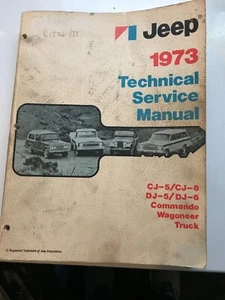 Jeep
1973
Technical
Service
Manual
CJ-5/CJ-6
DJ-5/DJ-6
Commando
Wagoneer
Truck